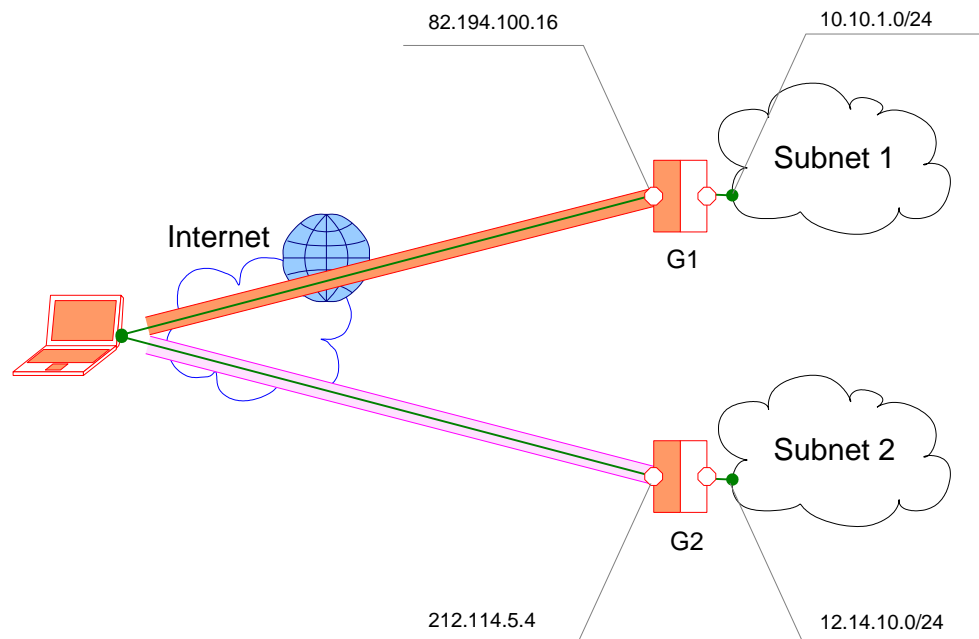 82.194.100.16
10.10.1.0/24
Subnet 1
Internet
G1
Subnet 2
G2
212.114.5.4
12.14.10.0/24